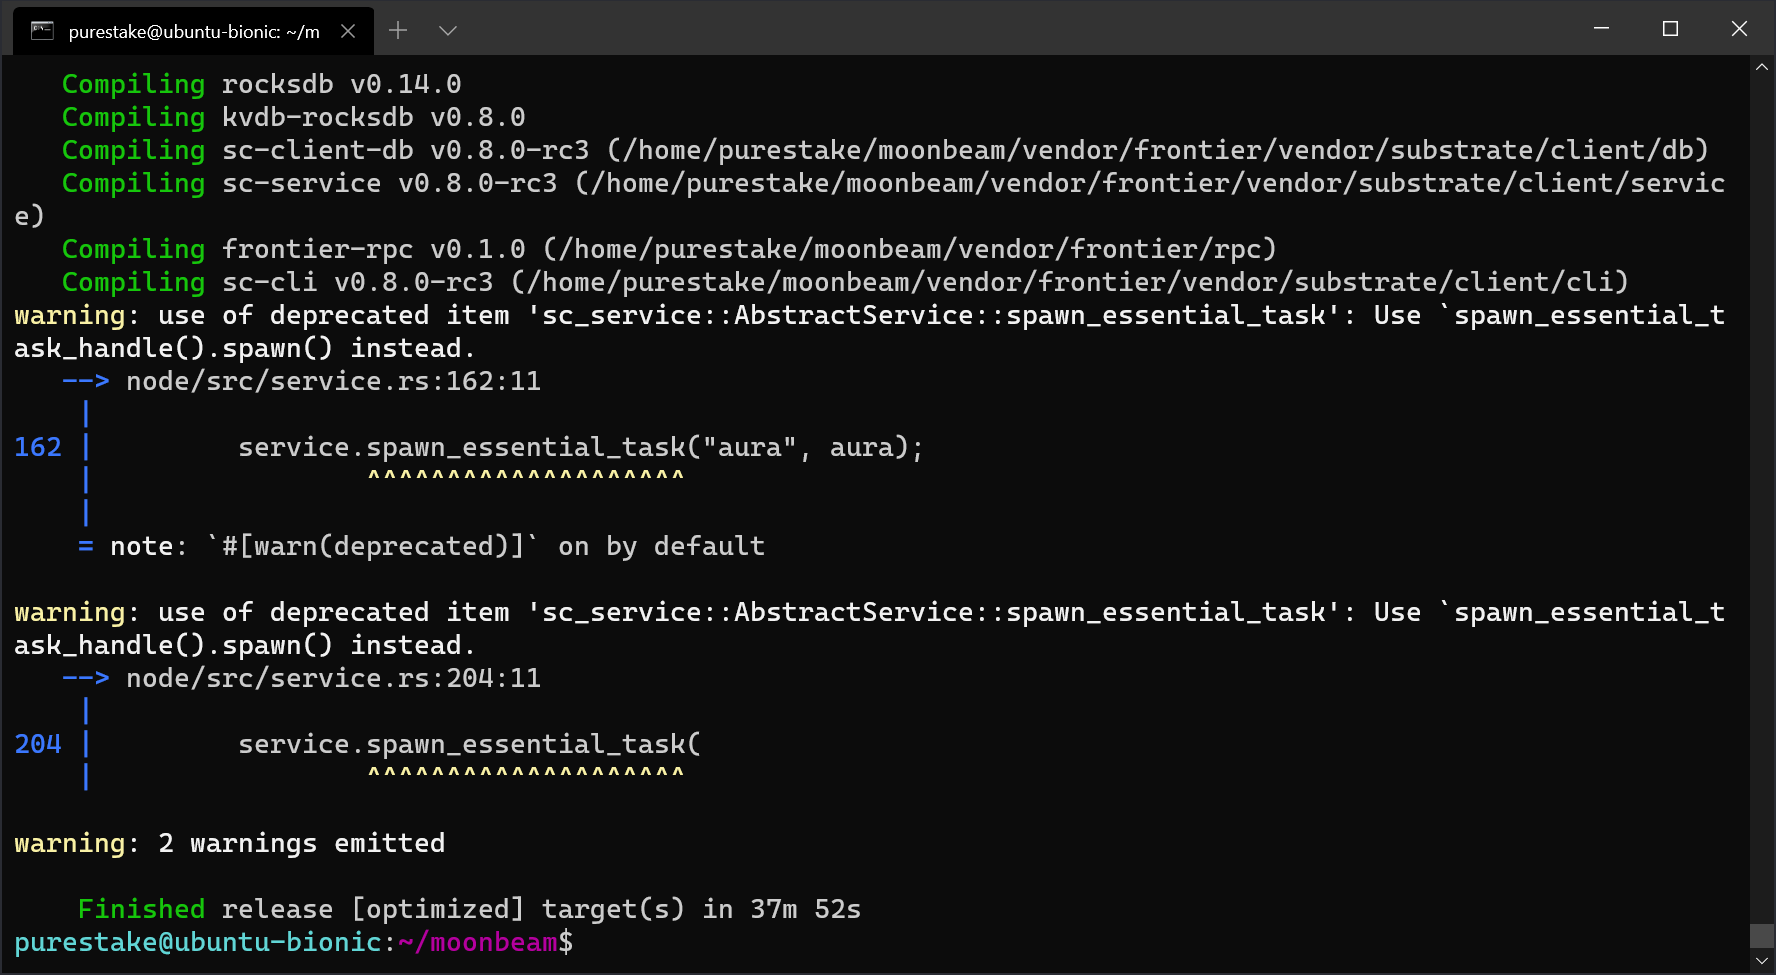 purestake@ubuntu-bionic: ~/m
Compiling rocksdb v0.14.0
Compiling kvdb-rocksdb v0.8.0
Compiling sc-client-db v0.8.0-rc3 (/home/purestake/moonbeam/vendor/frontier/vendor/substrate/client/db)
Compiling sc-service v0.8.0-rc3 (/home/purestake/moonbeam/vendor/frontier/vendor/substrate/client/servic
e)
Compiling frontier-rpc v0.1.0 (/home/purestake/moonbeam/vendor/frontier/rpc)
Compiling sc-cli v0.8.0-rc3 (/home/purestake/moonbeam/vendor/frontier/vendor/substrate/client/cli)
warning: use of deprecated item 'sc_service::AbstractService::spawn_essential_task': Use `spawn_essential_t
ask_handle().spawn() instead.
--> node/src/service.rs:162:11
|
162 |         service.spawn_essential_task("aura", aura);
|                 ^^^^^^^^^^^^^^^^^^^^
|
= note: `#[warn(deprecated)]` on by default
warning: use of deprecated item 'sc_service::AbstractService::spawn_essential_task': Use `spawn_essential_t
ask_handle().spawn() instead.
--> node/src/service.rs:204:11
|
204 |         service.spawn_essential_task(
|                 ^^^^^^^^^^^^^^^^^^^^
warning: 2 warnings emitted
Finished release [optimized] target(s) in 37m 52s
purestake@ubuntu-bionic:~/moonbeam$